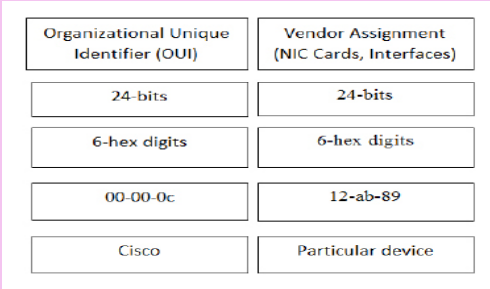 Organizational Unique
Identifier (OUI)
Vendor Assignment
(NIC Cards, Interfaces)
24-bits
24-bits
6-hex digits
6-hex digits
00-00-0c
12-ab-89
Cisco
Particular device